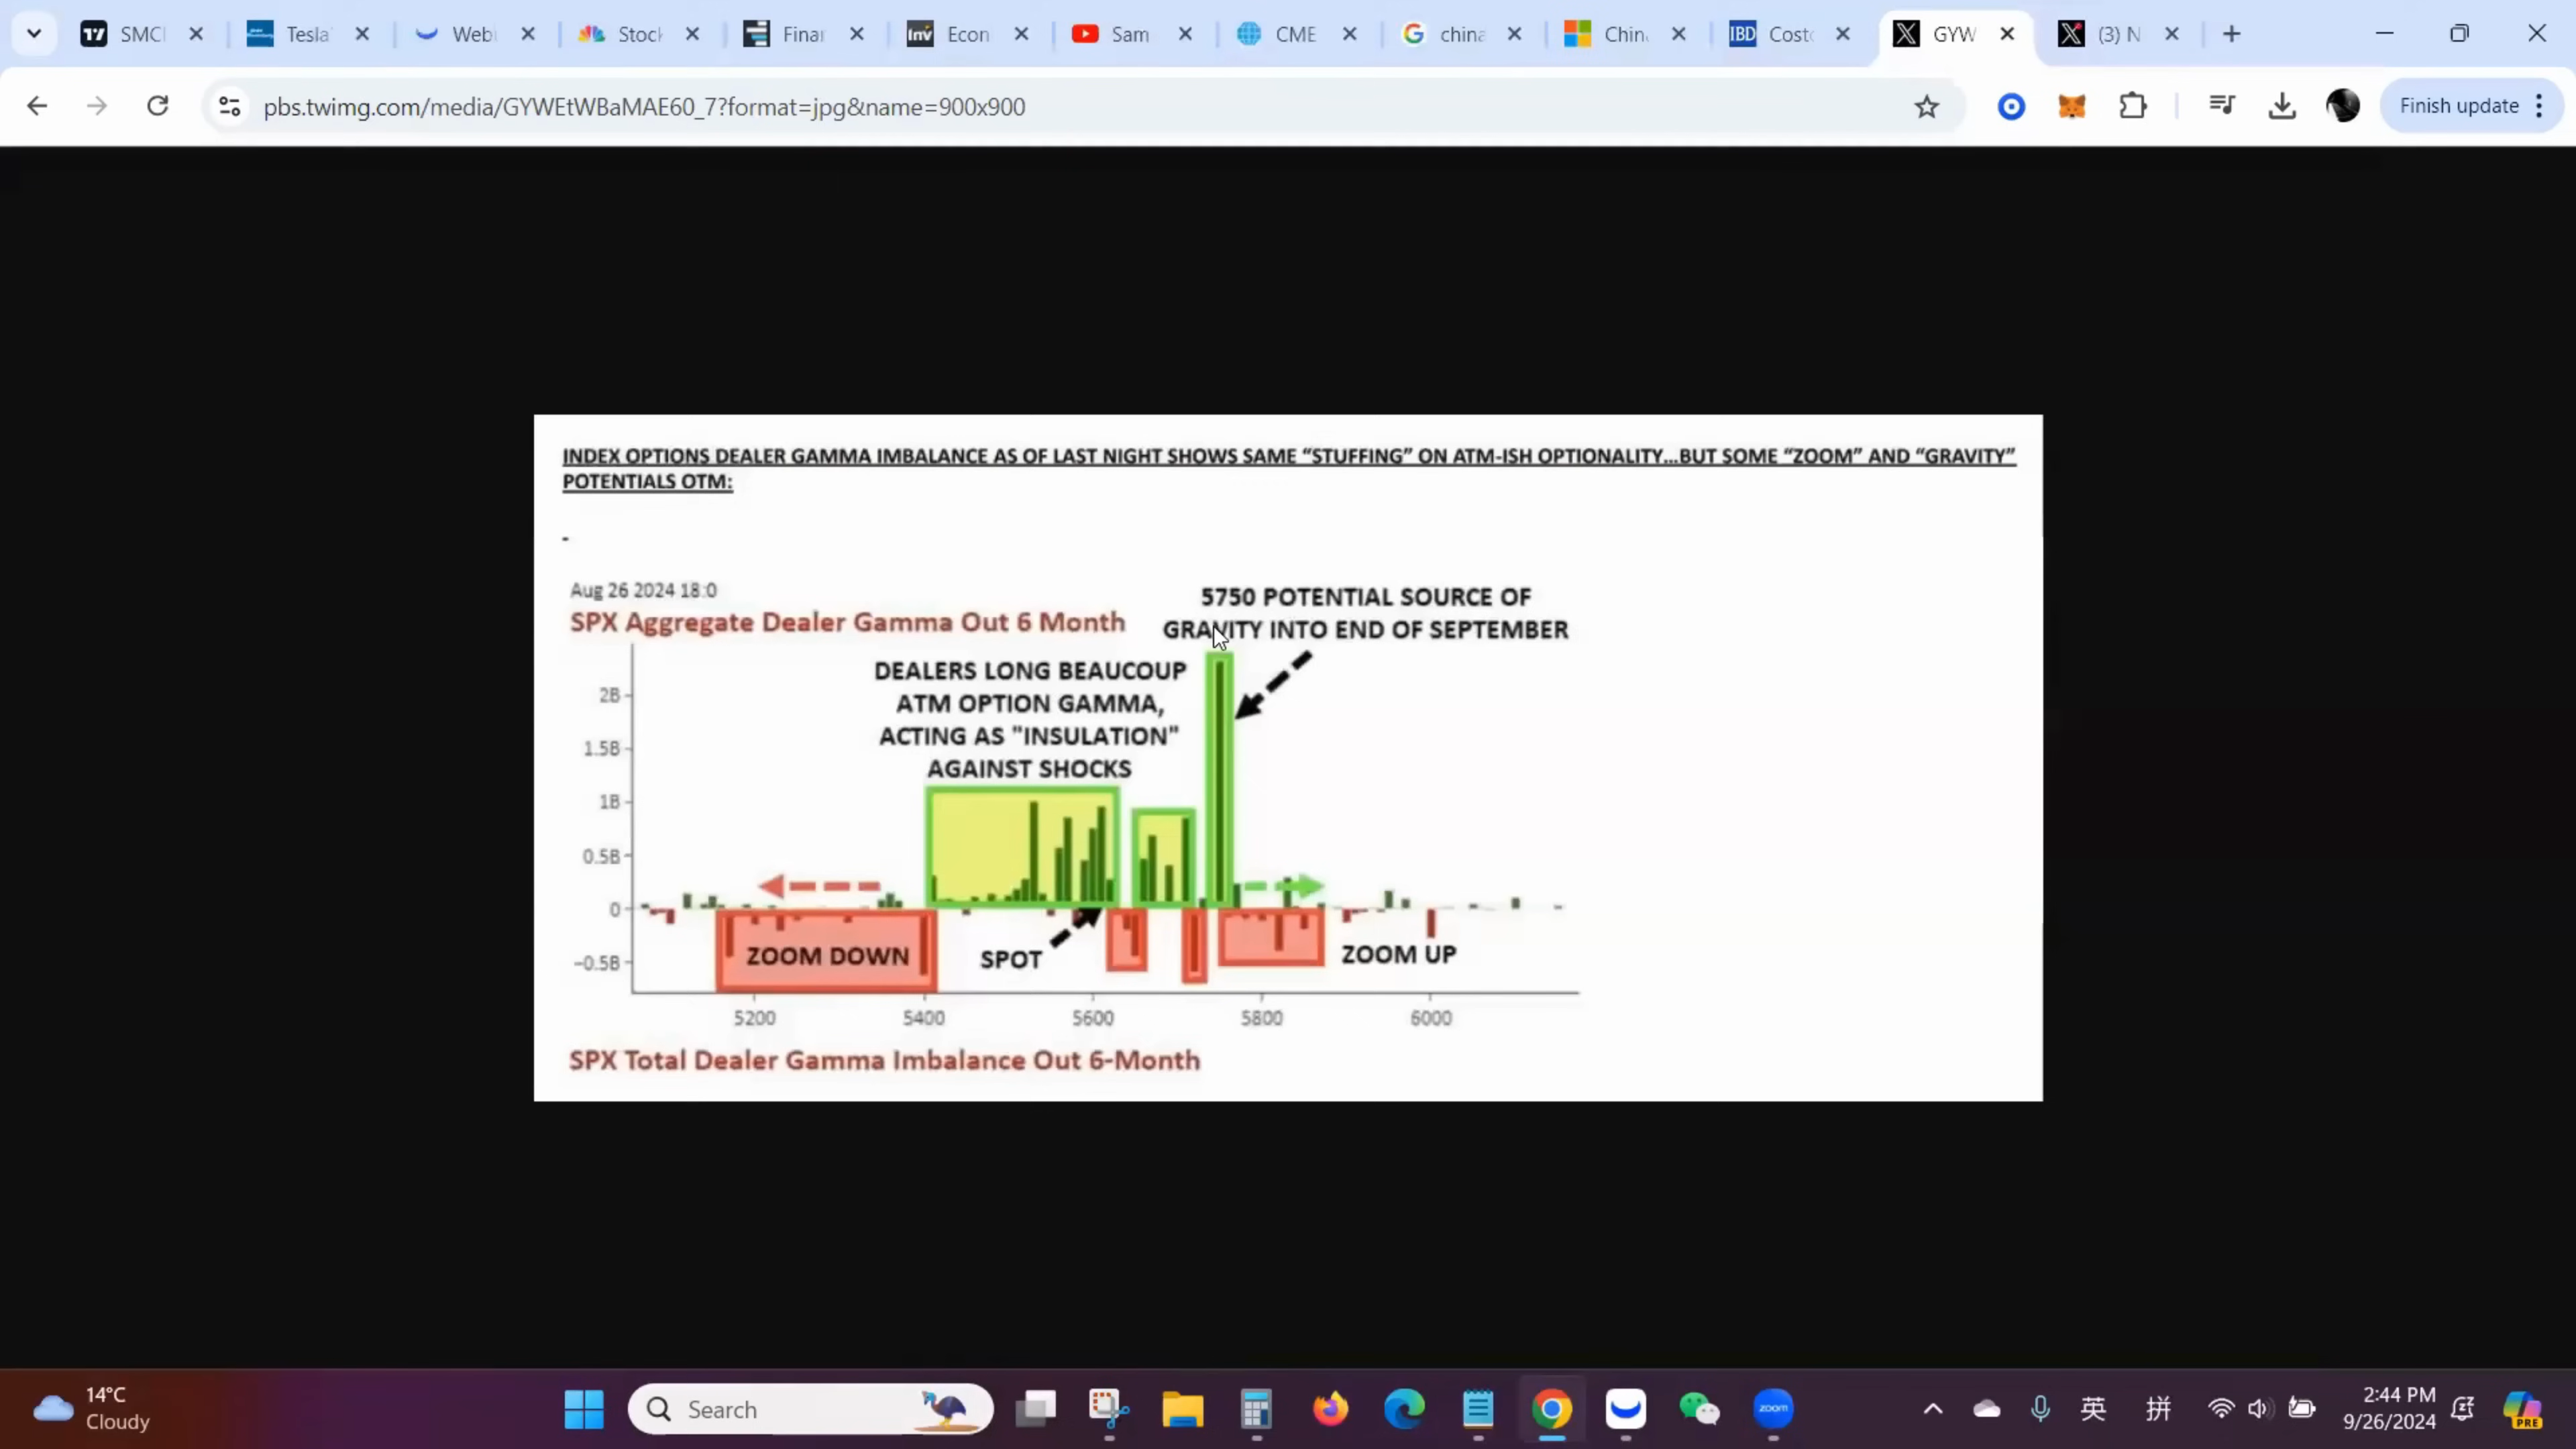 SMCI
Tesla
Web
Stock
Finan
Econ
Sam
CME
china
China
Costc
GYW
(3) N
pbs.twimg.com/media/GYWEtWBaMAE60_7?format=jpg&name=900x900
Finish update
INDEX OPTIONS DEALER GAMMA IMBALANCE AS OF LAST NIGHT SHOWS SAME “STUFFING” ON ATM-ISH OPTIONALITY...BUT SOME “ZOOM” AND “GRAVITY”
POTENTIALS OTM:
-
Aug 26 2024 18:0
SPX Aggregate Dealer Gamma Out 6 Month
5750 POTENTIAL SOURCE OF
GRAVITY INTO END OF SEPTEMBER
DEALERS LONG BEAUCOUP
ATM OPTION GAMMA,
ACTING AS "INSULATION"
AGAINST SHOCKS
2B
1.5B
1B
0.5B
0
−0.5B
ZOOM DOWN
SPOT
ZOOM UP
5200
5400
5600
5800
6000
SPX Total Dealer Gamma Imbalance Out 6-Month
14°C
Cloudy
Search
zoom
英
拼
2:44 PM
9/26/2024
PRE